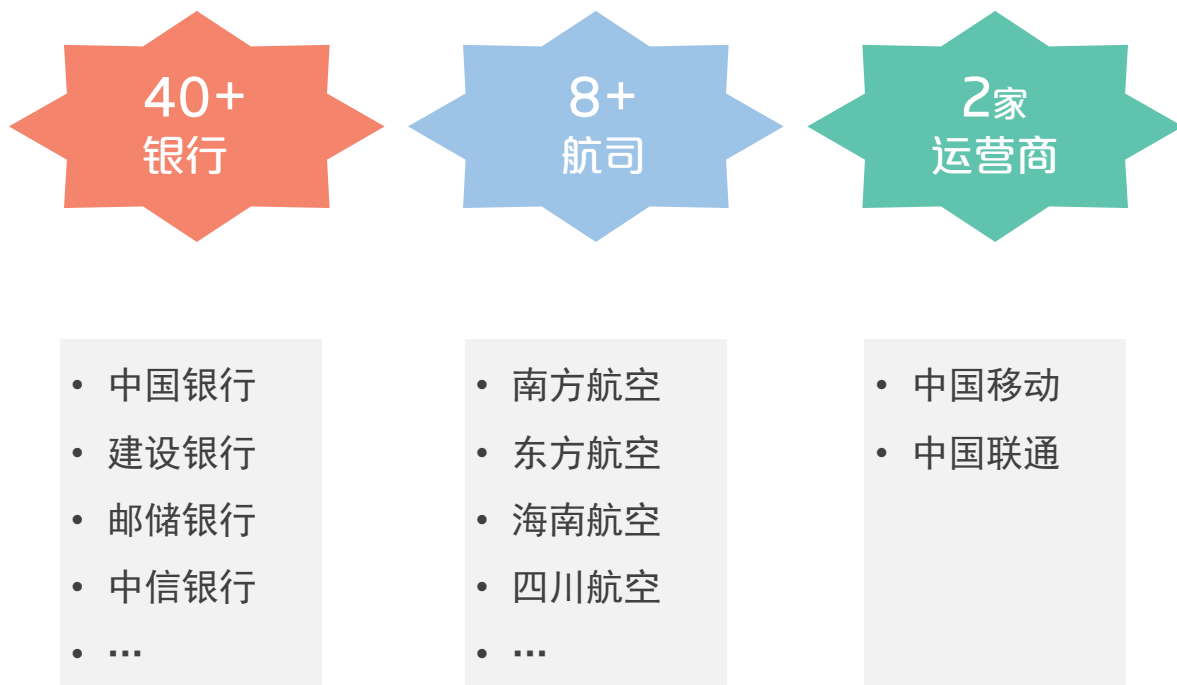 40+
银行
8+
航司
2家
运营商
• 中国银行
• 建设银行
• 邮储银行
• 中信银行
• …
• 南方航空
• 东方航空
• 海南航空
• 四川航空
• …
• 中国移动
• 中国联通